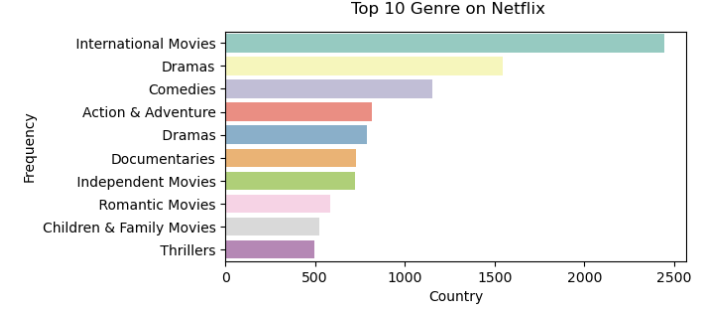 Top 10 Genre on Netflix
International Movies
Dramas
Comedies
Action & Adventure
Dramas
Documentaries
Independent Movies
Romantic Movies
Children & Family Movies
Thrillers
Frequency
0 500 1000 1500 2000 2500
Country